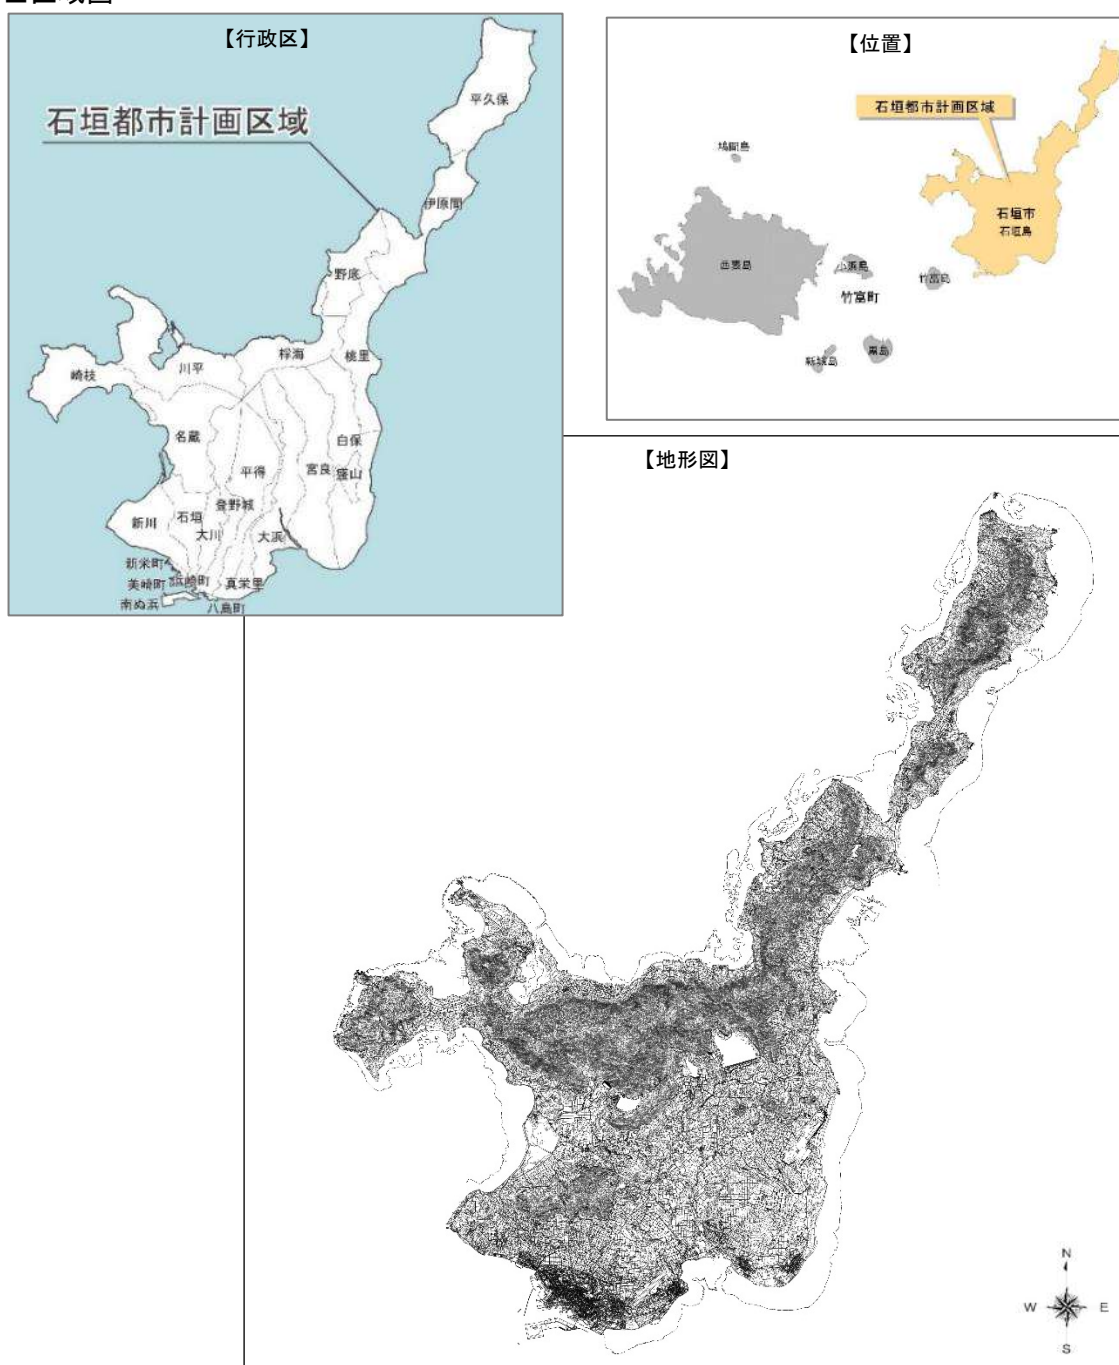 【行政区】
石垣都市計画区域
平久保
伊原間
野底
桴海
桃里
川平
崎枝
名蔵
白保
平得
宮良
盛山
登野城
石垣
新川
大川
大浜
新栄町
美崎町
浜崎町
真栄里
南ぬ浜
八島町
【位置】
石垣都市計画区域
鳩間島
石垣市
石垣島
西表島
小浜島
竹富島
竹富町
新城島
黒島
【地形図】
N
W
E
S